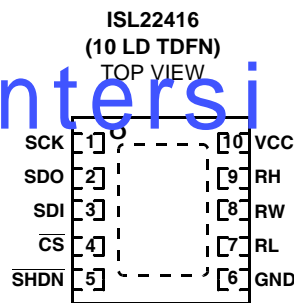 ISL22416
(10 LD TDFN)
TOP VIEW
ntersi
SCK 1 10 VCC
SDO 2 9 RH
SDI 3 8 RW
CS 4 7 RL
SHDN 5 6 GND